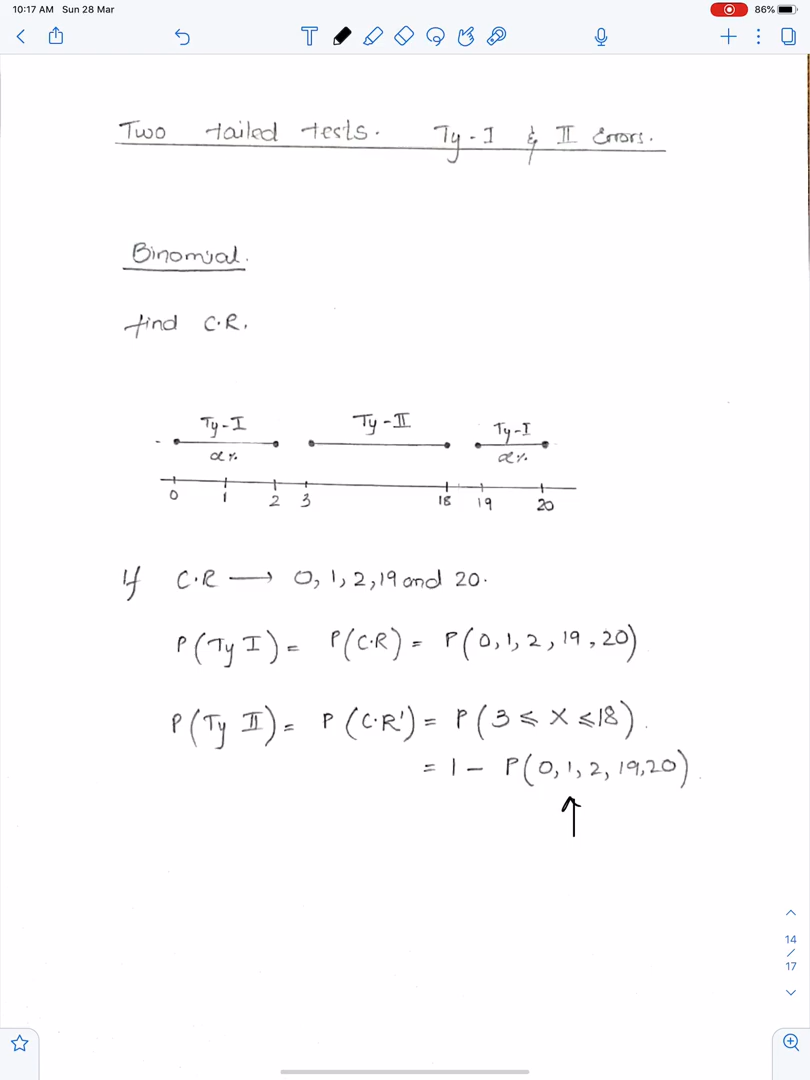 10:17 AM Sun 28 Mar
86%
Two tailed tests. Ty-I & II Errors.
Binomial.
find C.R.
Ty-I Ty-II Ty-I
α% α%
0 1 2 3 18 19 20
If C.R → 0, 1, 2, 19 and 20.
P(Ty I) = P(C.R) = P(0, 1, 2, 19, 20)
P(Ty II) = P(C.R') = P(3 ⩽ X ⩽ 18).
= 1 - P(0, 1, 2, 19, 20).
14
/
17